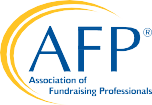 AFP®
Association of
Fundraising Professionals